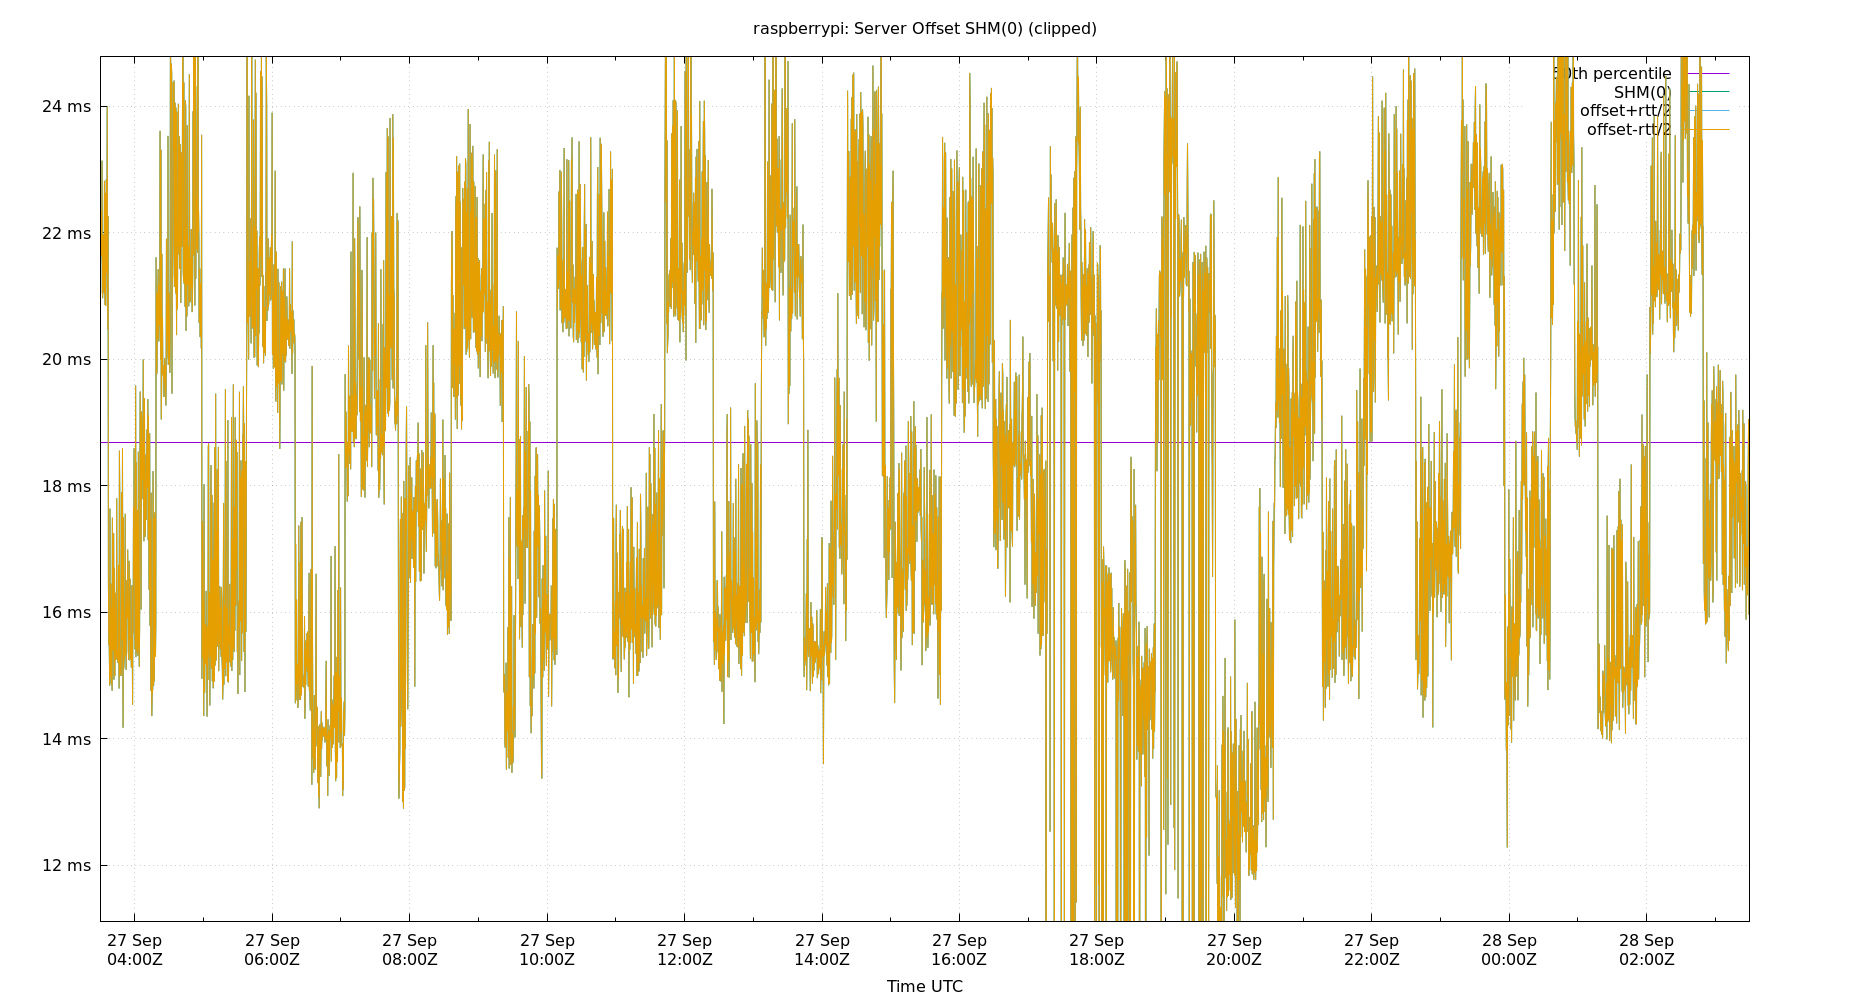 raspberrypi: Server Offset SHM(0) (clipped)
50th percentile
SHM(0)
offset+rtt/2
offset-rtt/2
24 ms
22 ms
20 ms
18 ms
16 ms
14 ms
12 ms
27 Sep 27 Sep 27 Sep 27 Sep 27 Sep 27 Sep 27 Sep 27 Sep 27 Sep 27 Sep 28 Sep 28 Sep
04:00Z 06:00Z 08:00Z 10:00Z 12:00Z 14:00Z 16:00Z 18:00Z 20:00Z 22:00Z 00:00Z 02:00Z
Time UTC